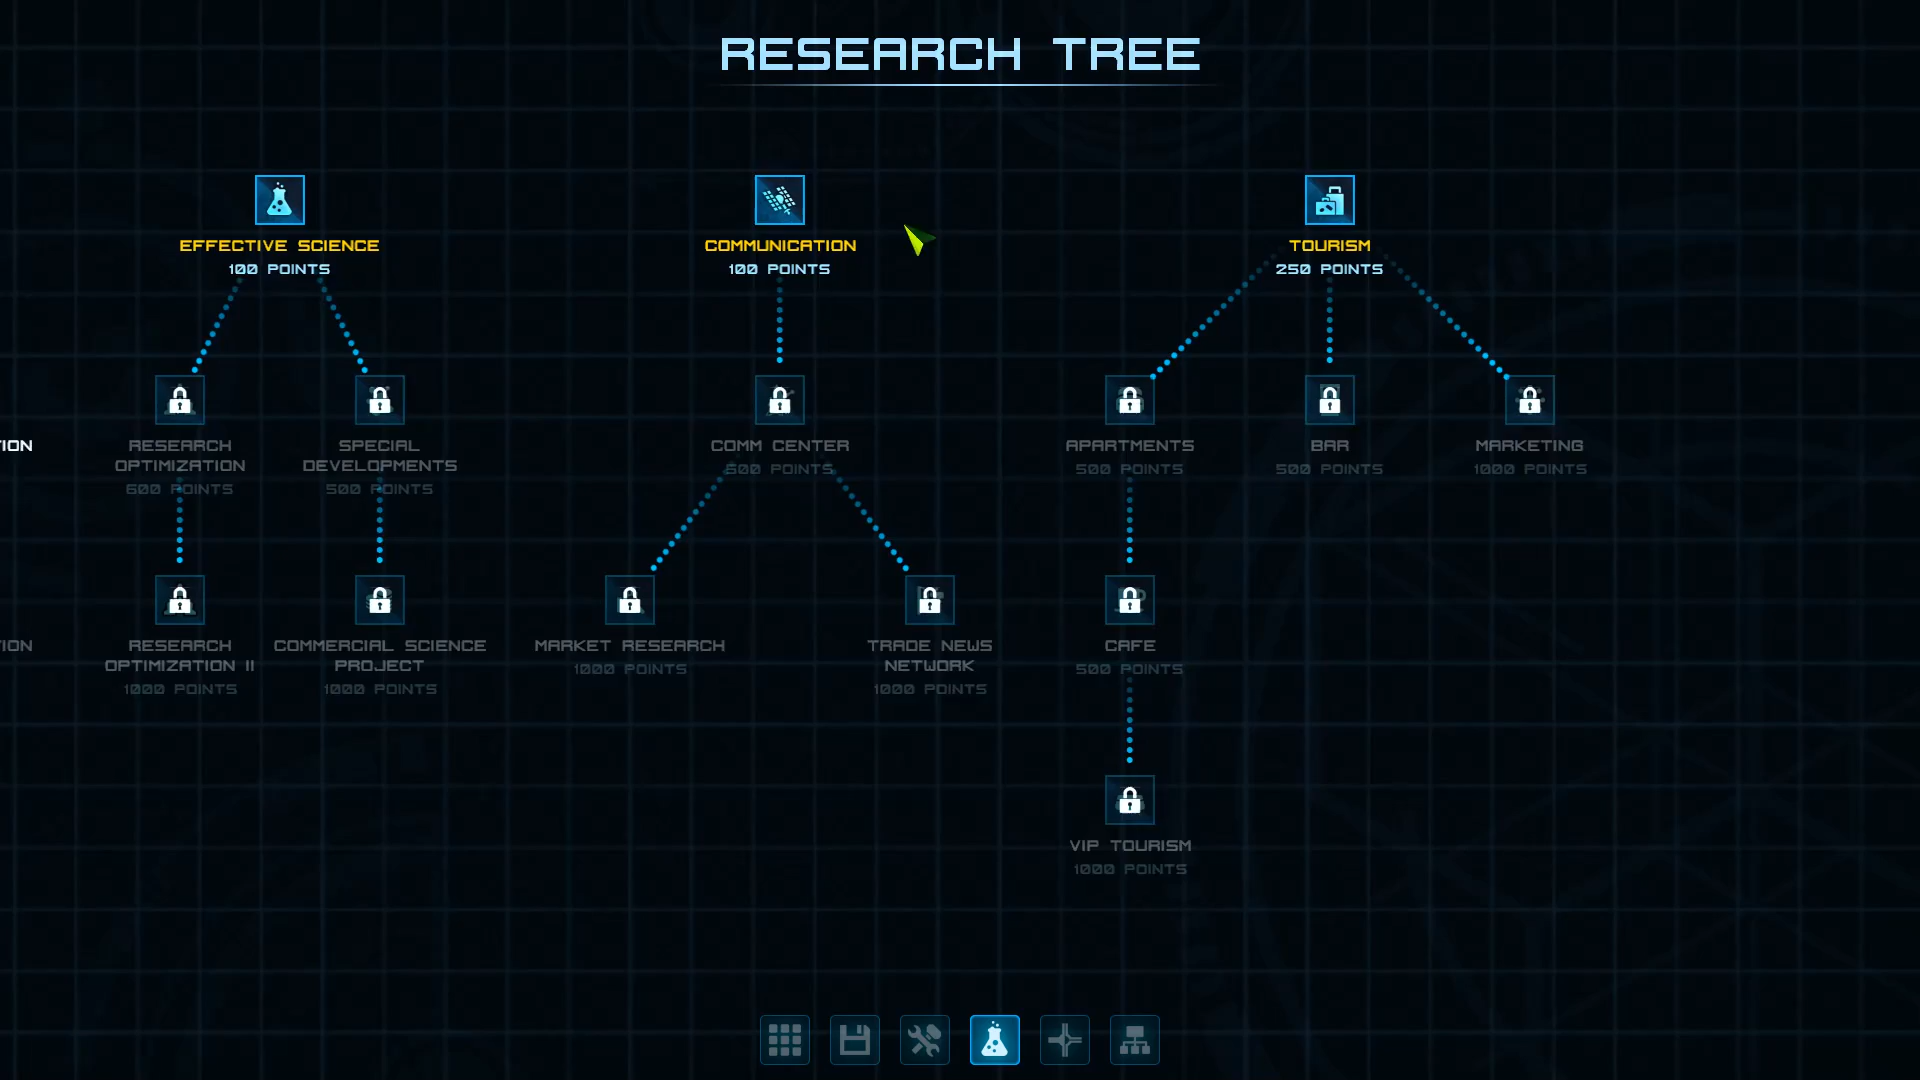 RESEARCH TREE
EFFECTIVE SCIENCE
100 POINTS
COMMUNICATION
100 POINTS
TOURISM
250 POINTS
ION
RESEARCH
OPTIMIZATION
600 POINTS
SPECIAL
DEVELOPMENTS
500 POINTS
COMM CENTER
500 POINTS
APARTMENTS
500 POINTS
BAR
500 POINTS
MARKETING
1000 POINTS
ION
RESEARCH
OPTIMIZATION II
1000 POINTS
COMMERCIAL SCIENCE
PROJECT
1000 POINTS
MARKET RESEARCH
1000 POINTS
TRADE NEWS
NETWORK
1000 POINTS
CAFE
500 POINTS
VIP TOURISM
1000 POINTS